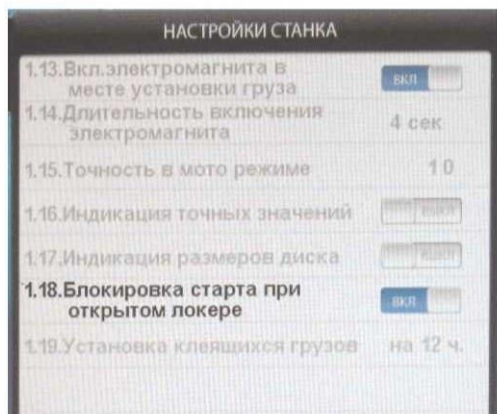 НАСТРОЙКИ СТАНКА
1.13.Вкл.электромагнита в
месте установки груза
ВКЛ
1.14.Длительность включения
электромагнита
4 сек
1.15.Точность в мото режиме
10
1.16.Индикация точных значений
ВЫКЛ
1.17.Индикация размеров диска
ВЫКЛ
1.18.Блокировка старта при
открытом локере
ВКЛ
1.19.Установка клеящихся грузов
на 12 ч.